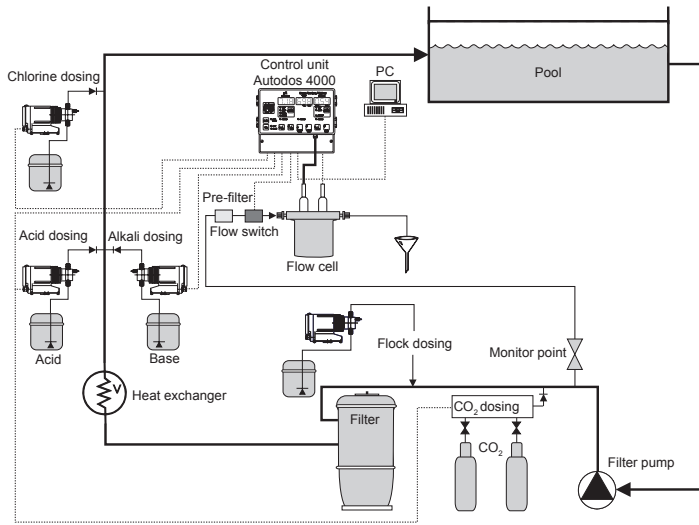 Control unit
Autodos 4000
PC
Pool
Chlorine dosing
Pre-filter
Flow switch
Flow cell
Acid dosing
Alkali dosing
Acid
Base
Flock dosing
Monitor point
Heat exchanger
V
Filter
CO2 dosing
CO2
Filter pump